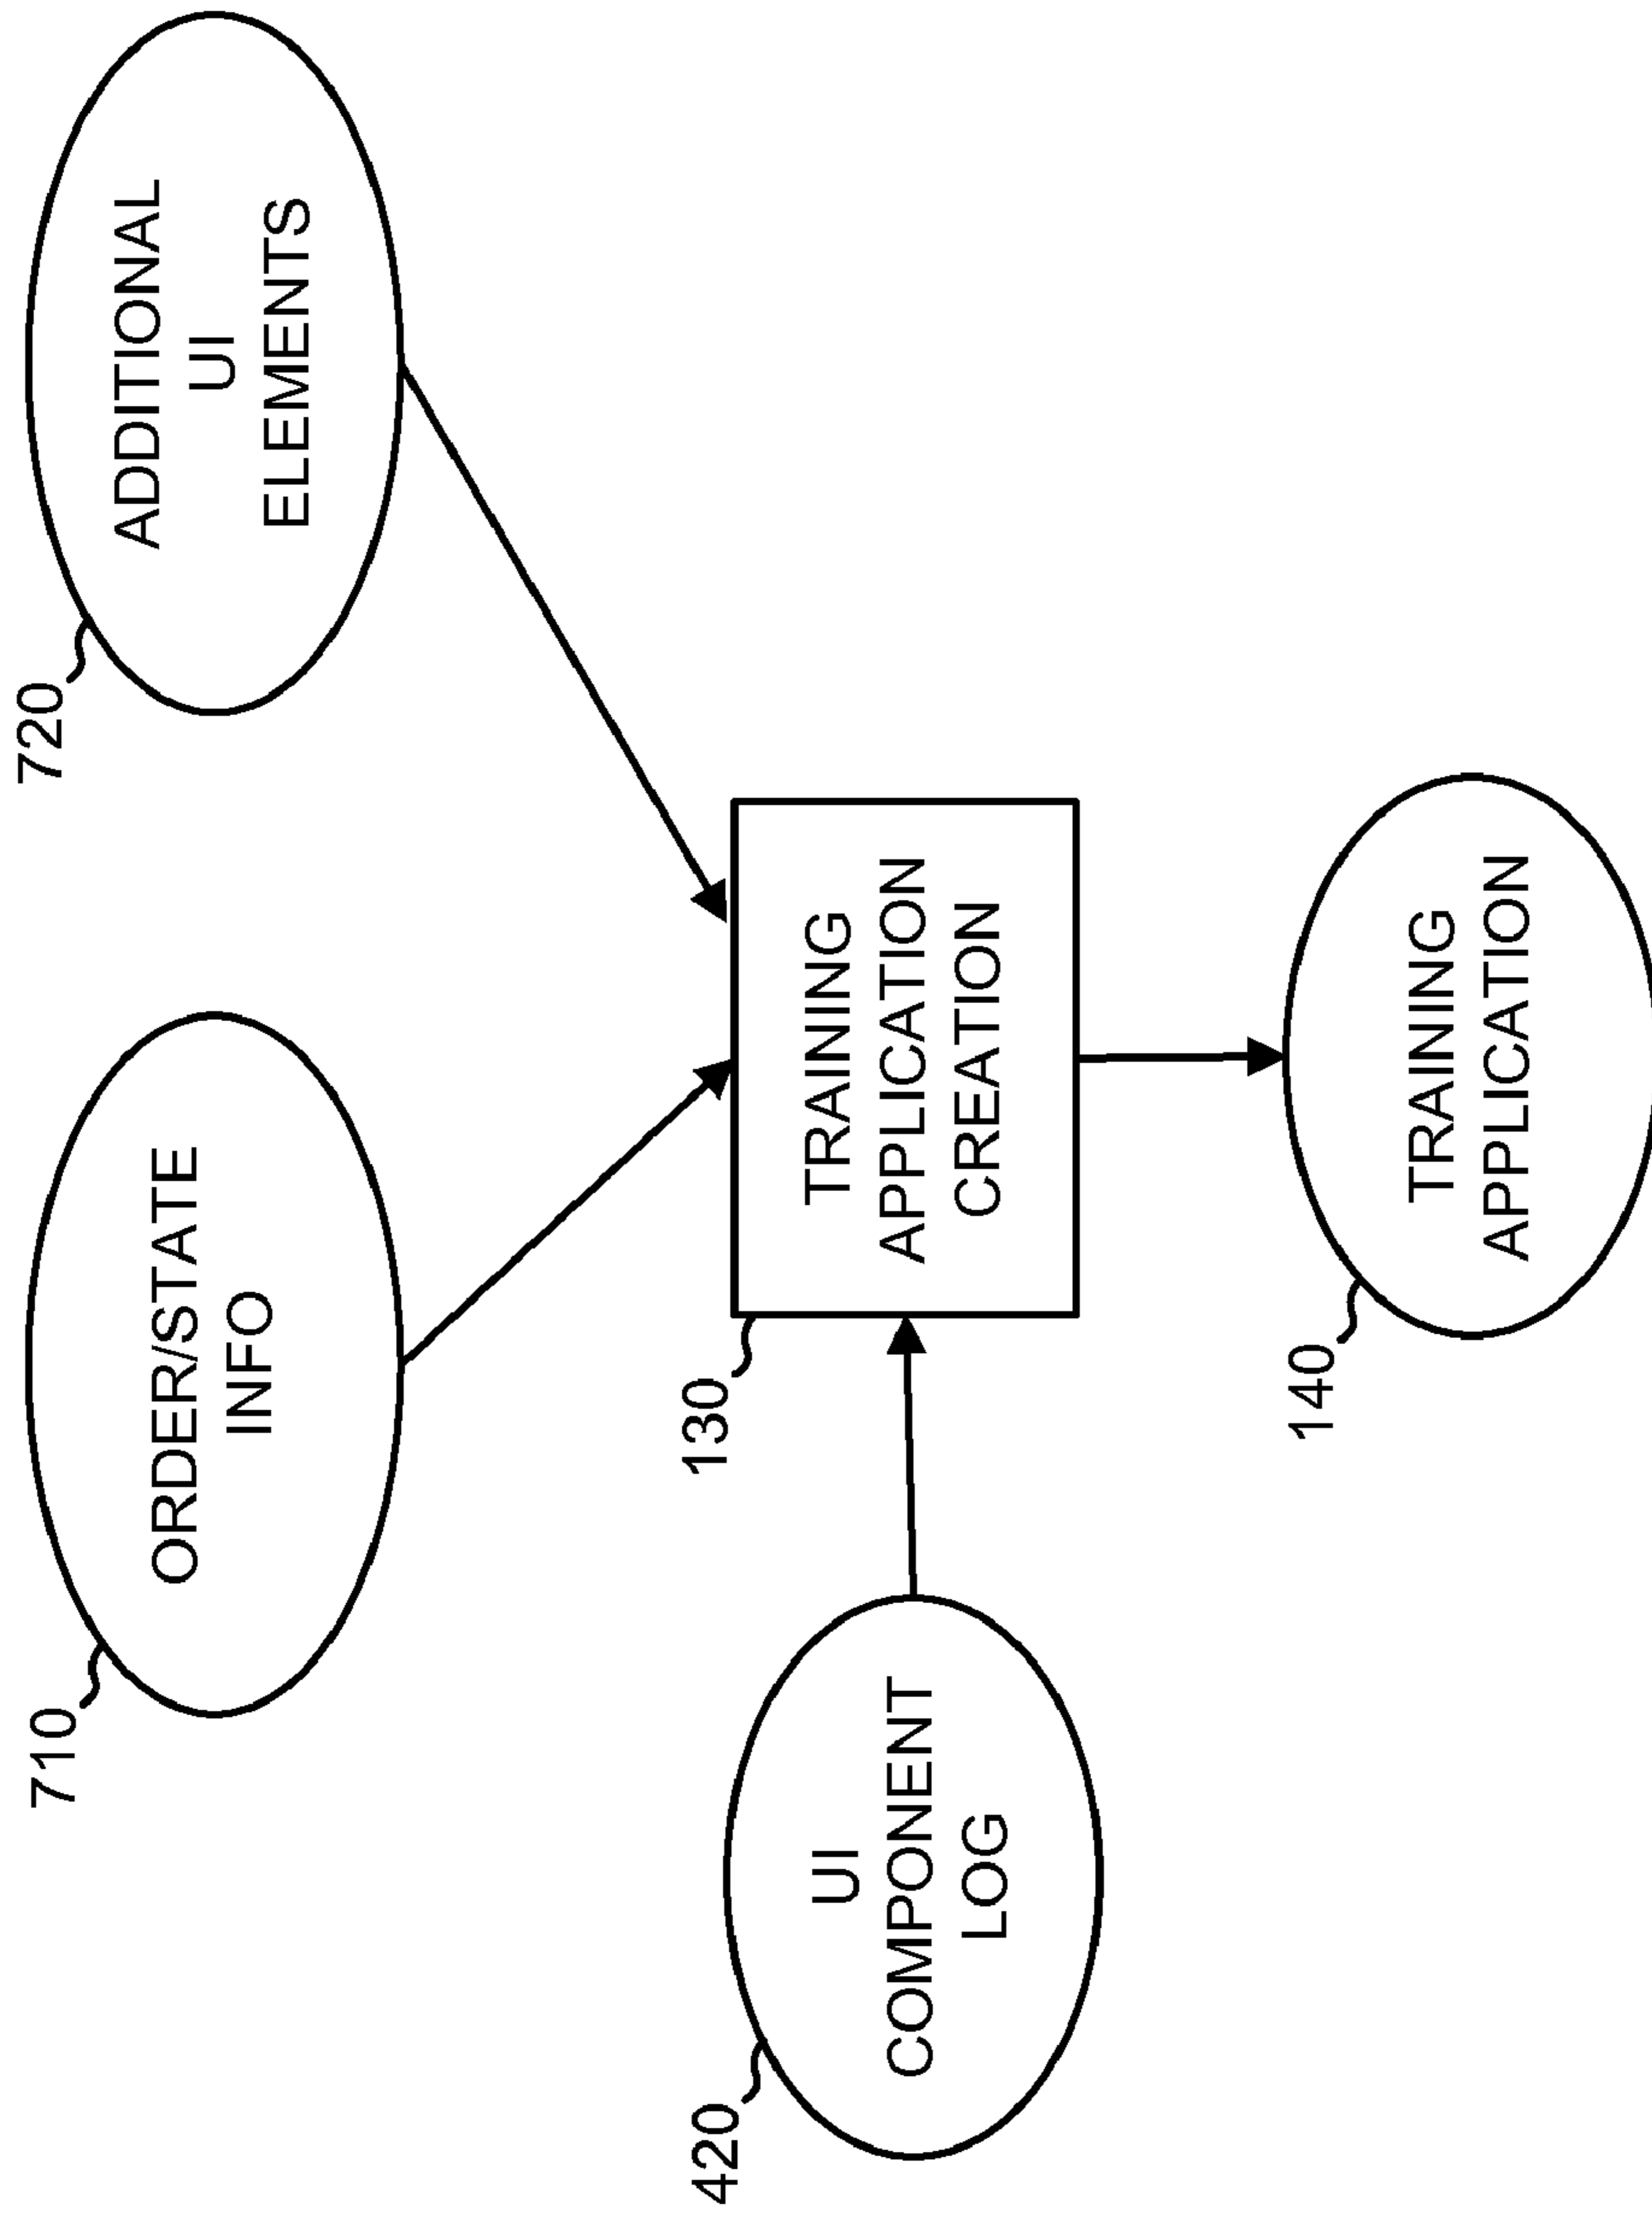 710
ORDER/STATE
INFO
720
ADDITIONAL
UI
ELEMENTS
420
UI
COMPONENT
LOG
130
TRAINING
APPLICATION
CREATION
140
TRAINING
APPLICATION